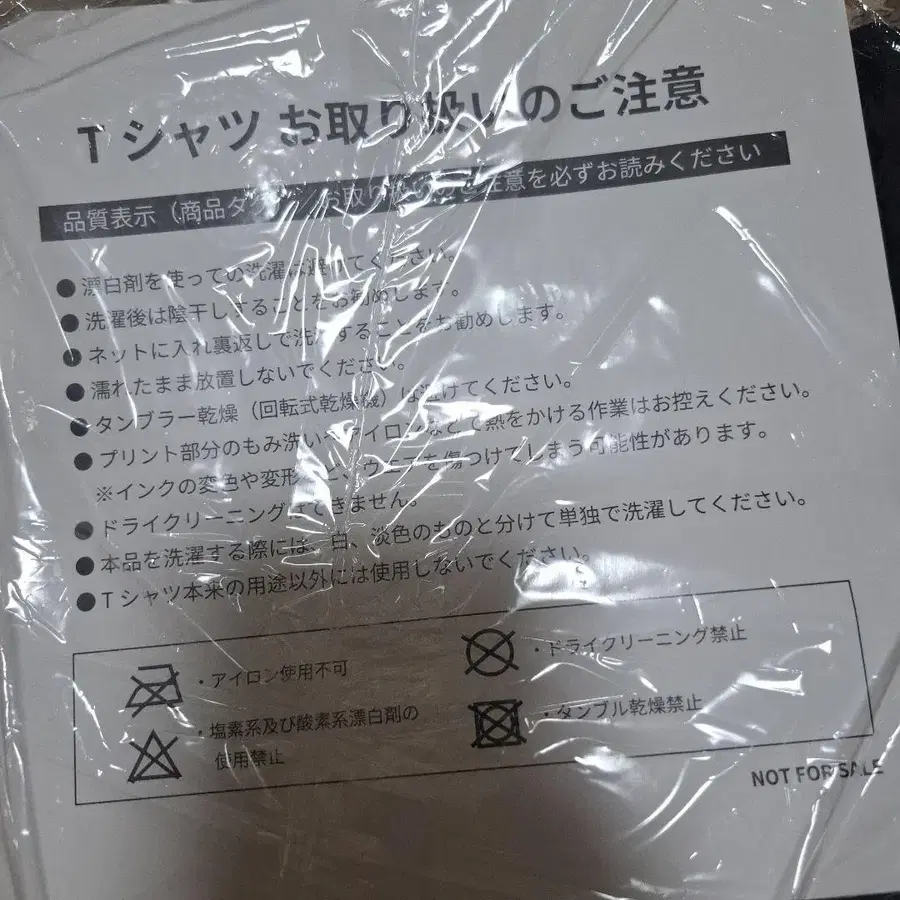 Tシャツ お取り扱いのご注意
品質表示（商品タグ）、お取り扱いのご注意を必ずお読みください
●漂白剤を使っての洗濯は避けてください。
●洗濯後は陰干しすることをお勧めします。
●ネットに入れ裏返しで洗濯することをお勧めします。
●濡れたまま放置しないでください。
●タンブラー乾燥（回転式乾燥機）は避けてください。
●プリント部分のもみ洗いやアイロンなどで熱をかける作業はお控えください。
※インクの変色や変形など、ウエアを傷つけてしまう可能性があります。
●ドライクリーニングはできません。
●本品を洗濯する際には、白、淡色のものと分けて単独で洗濯してください。
●Tシャツ本来の用途以外には使用しないでください。
・アイロン使用不可
・塩素系及び酸素系漂白剤の
使用禁止
・ドライクリーニング禁止
・タンブル乾燥禁止
NOT FOR SALE